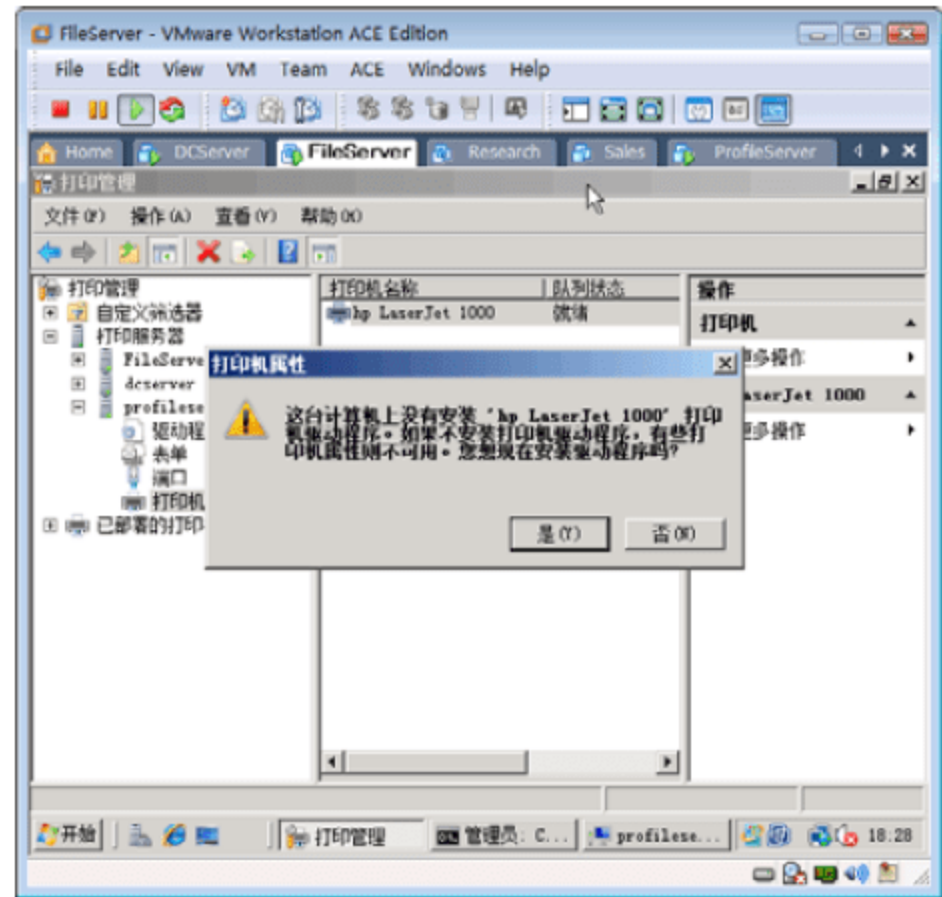 FileServer - VMware Workstation ACE Edition
File Edit View VM Team ACE Windows Help
Home DCServer FileServer Research Sales ProfileServer
打印管理
文件(F) 操作(A) 查看(V) 帮助(H)
打印管理
自定义筛选器
打印服务器
FileServe
dcserver
profilese
驱动程
表单
端口
打印机
已部署的打印
打印机名称 队列状态
hp LaserJet 1000 就绪
操作
打印机
更多操作
aserJet 1000
更多操作
打印机属性
这台计算机上没有安装 'hp LaserJet 1000' 打印
机驱动程序。如果不安装打印机驱动程序，有些打
印机属性则不可用。您想现在安装驱动程序吗?
是(Y) 否(N)
开始 打印管理 管理员: C... profilese... 18:28